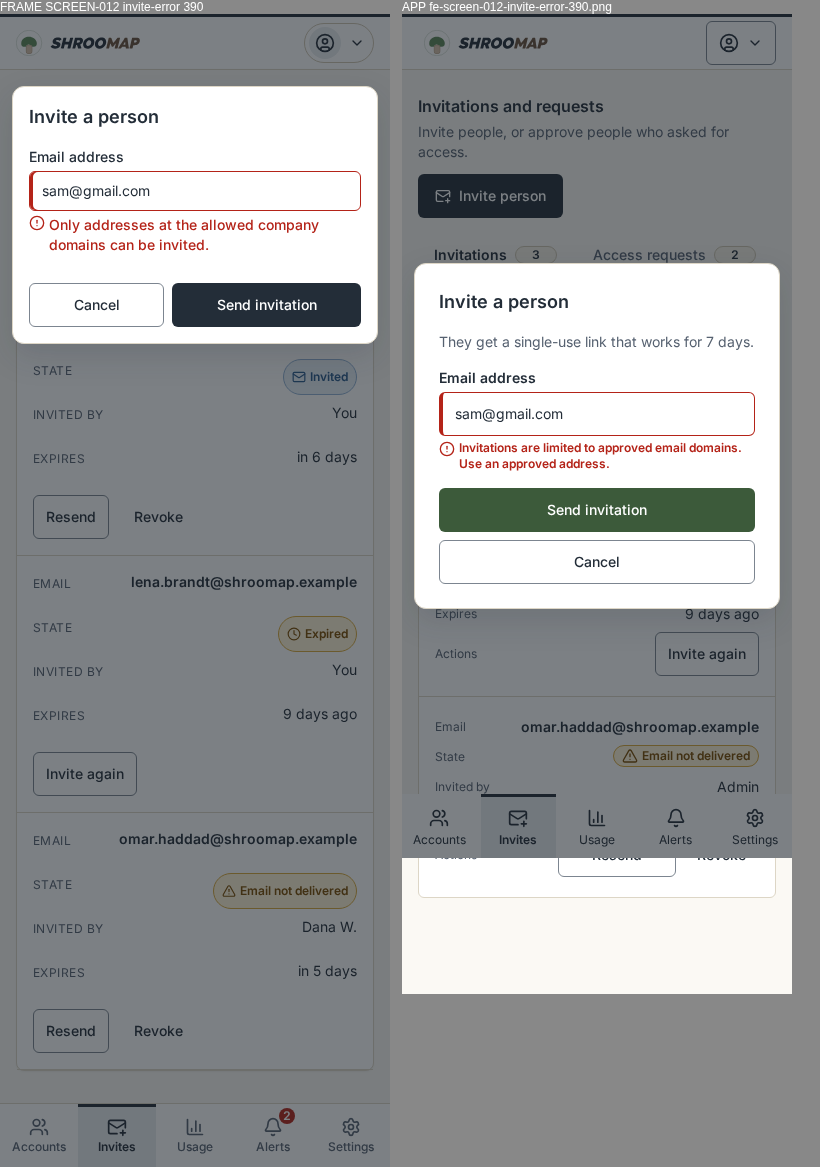 FRAME SCREEN-012 invite-error 390
SHROOMAP
Invite a person
Email address
sam@gmail.com
Only addresses at the allowed company
domains can be invited.
Cancel
Send invitation
STATE
Invited
INVITED BY
You
EXPIRES
in 6 days
Resend
Revoke
EMAIL
lena.brandt@shroomap.example
STATE
Expired
INVITED BY
You
EXPIRES
9 days ago
Invite again
EMAIL
omar.haddad@shroomap.example
STATE
Email not delivered
INVITED BY
Dana W.
EXPIRES
in 5 days
Resend
Revoke
Accounts
Invites
Usage
2
Alerts
Settings
APP fe-screen-012-invite-error-390.png
SHROOMAP
Invitations and requests
Invite people, or approve people who asked for
access.
Invite person
Invitations
3
Access requests
2
Invite a person
They get a single-use link that works for 7 days.
Email address
sam@gmail.com
Invitations are limited to approved email domains.
Use an approved address.
Send invitation
Cancel
Expires
9 days ago
Actions
Invite again
Email
omar.haddad@shroomap.example
State
Email not delivered
Invited by
Admin
Accounts
Invites
Usage
Alerts
Settings
Actions
Resend
Revoke